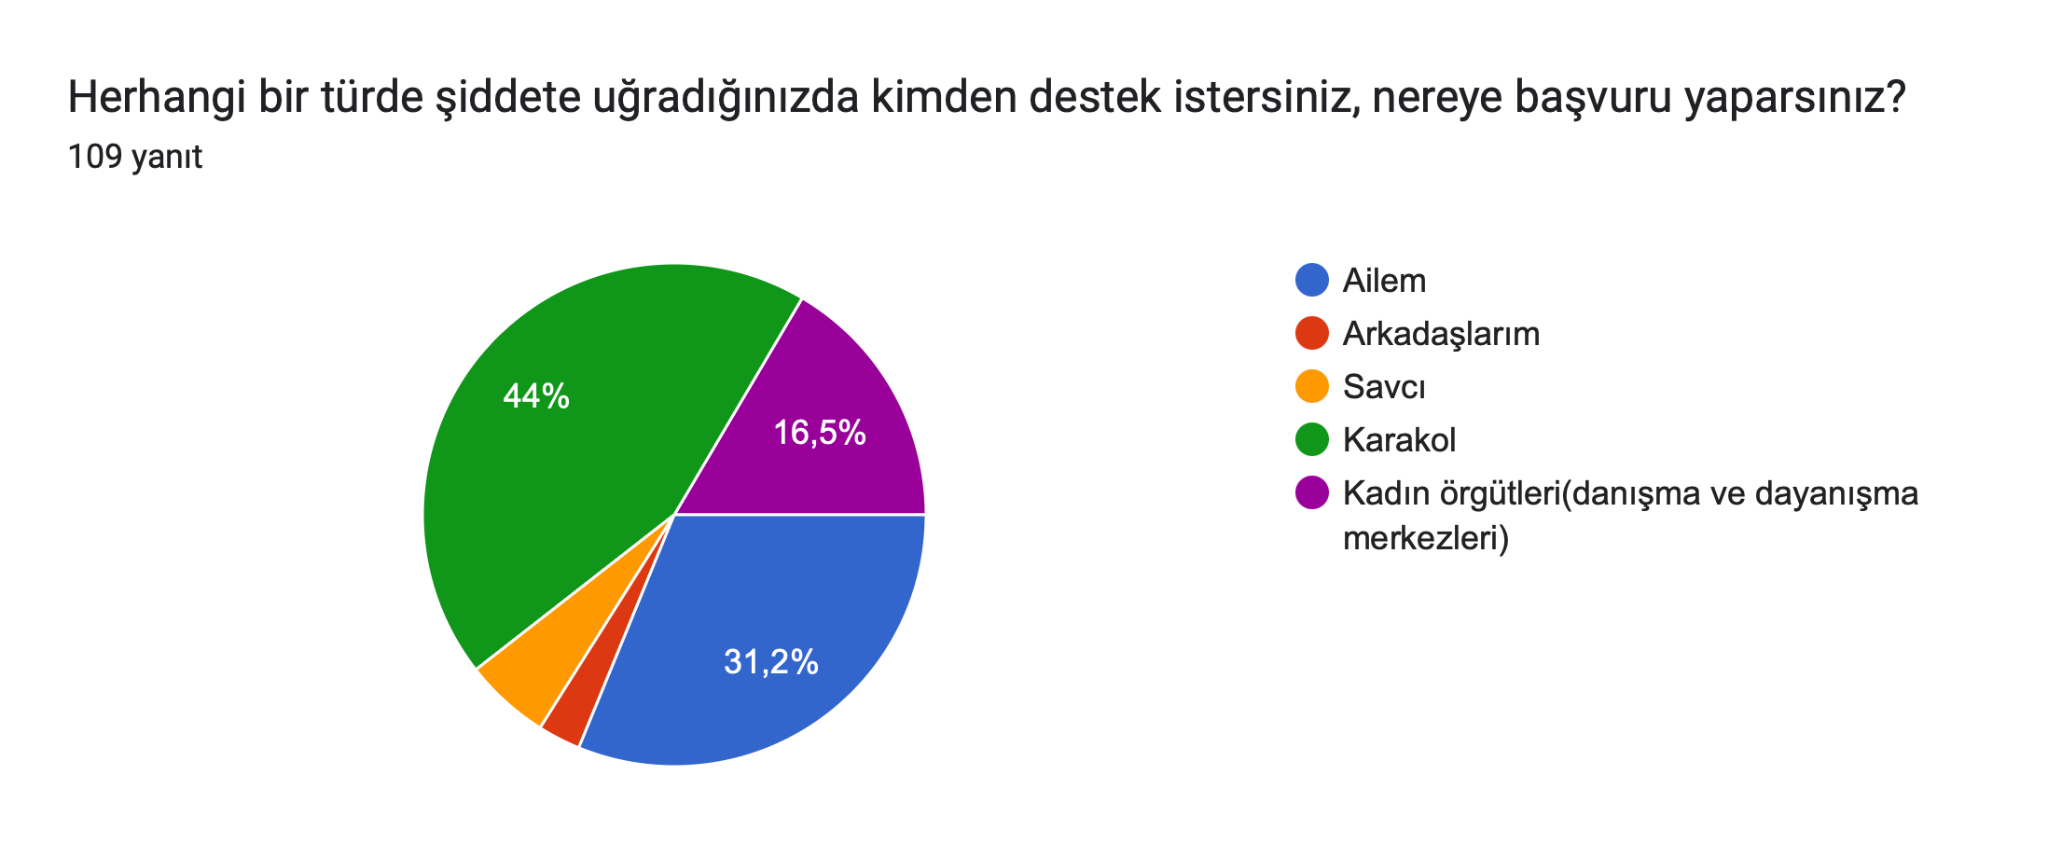 Herhangi bir türde şiddete uğradığınızda kimden destek istersiniz, nereye başvuru yaparsınız?
109 yanıt
44%
16,5%
31,2%
Ailem
Arkadaşlarım
Savcı
Karakol
Kadın örgütleri(danışma ve dayanışma
merkezleri)